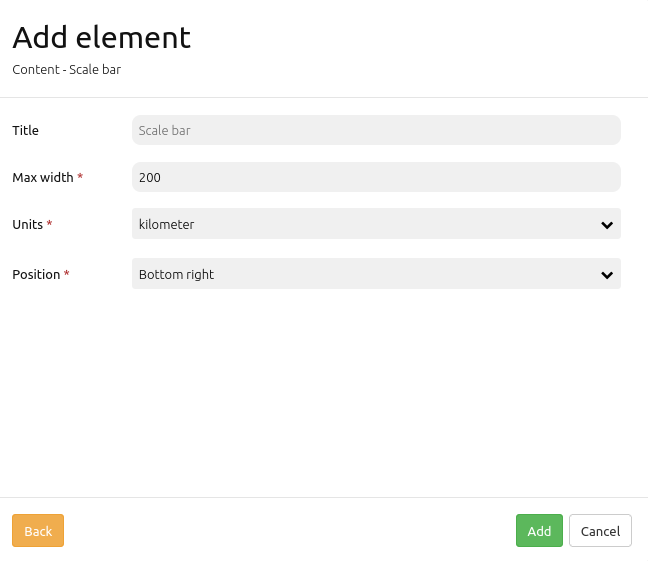 Add element
Content - Scale bar
Title
Scale bar
Max width *
200
Units *
kilometer
Position *
Bottom right
Back
Add
Cancel